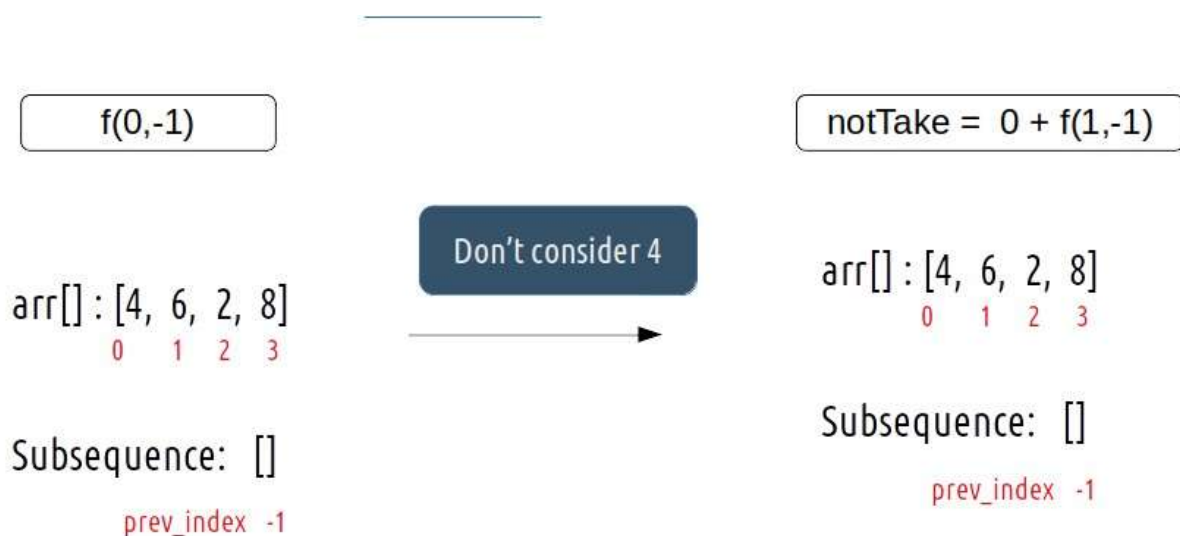 f(0,-1)
notTake = 0 + f(1,-1)
Don't consider 4
arr[] : [4, 6, 2, 8]
0 1 2 3
Subsequence: []
prev_index -1
arr[] : [4, 6, 2, 8]
0 1 2 3
Subsequence: []
prev_index -1